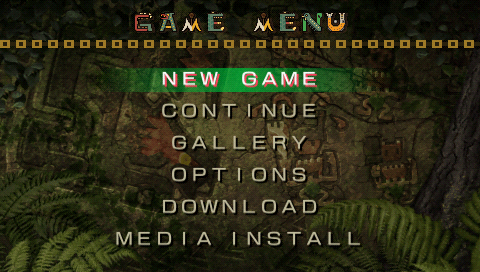 GAME MENU
NEW GAME
CONTINUE
GALLERY
OPTIONS
DOWNLOAD
MEDIA INSTALL